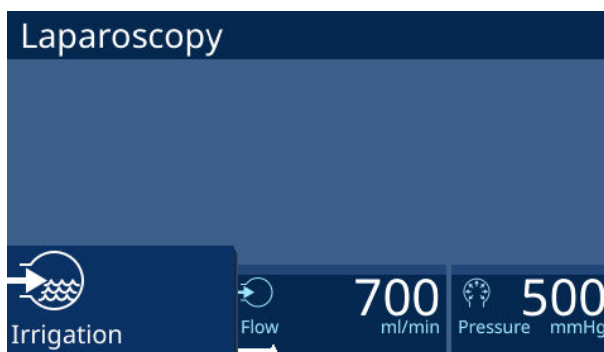 Laparoscopy
700
500
Flow
ml/min
Pressure
mmHg
Irrigation